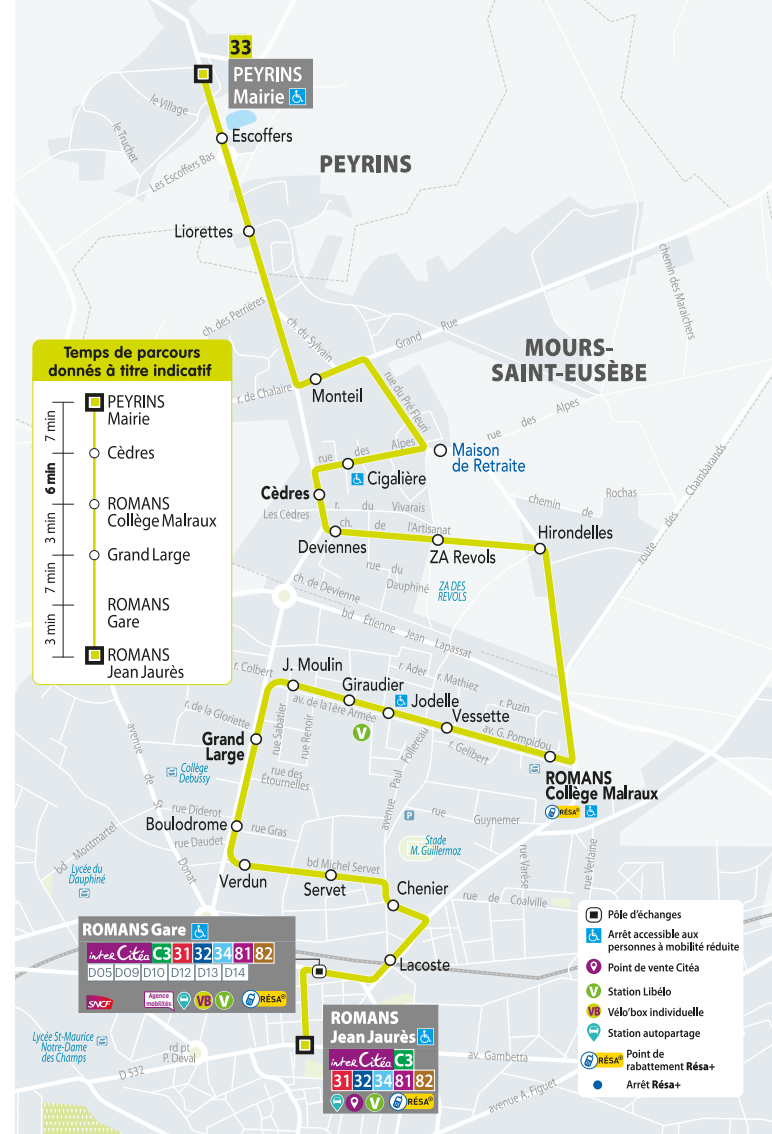 33
PEYRINS
Mairie
le Village
le Truchet
Escoffers
Les Escoffers Bas
PEYRINS
Liorettes
chemin des Maraichers
ch. des Perrières
ch. du Sylvain
Grand Rue
MOURS-
SAINT-EUSÈBE
r. de Chalaire
Monteil
rue du Pré Fleuri
rue des Alpes
rue des Alpes
Maison
de Retraite
Cigalière
Cèdres
Les Cèdres
r. du Vivarais
chemin de Rochas
route des Chambarands
Deviennes
ch. de l'Artisanat
ZA Revols
Hirondelles
rue du
Dauphiné
ZA DES
REVOLS
ch. de Devienne
bd Étienne Jean Lapassat
Temps de parcours
donnés à titre indicatif
7 min
6 min
3 min
7 min
3 min
PEYRINS
Mairie
Cèdres
ROMANS
Collège Malraux
Grand Large
ROMANS
Gare
ROMANS
Jean Jaurès
r. Colbert
J. Moulin
r. Ader
r. Mathiez
Giraudier
Jodelle
r. Puzin
r. de la Gloriette
av. de la 1ère Armée
Vessette
av. G. Pompidou
Grand
Large
rue Sabatier
rue Renoir
V
r. Gelibert
avenue Paul Follereau
ROMANS
Collège Malraux
RÉSA
Collège
Debussy
rue des
Étournelles
avenue de St Donat
rue Diderot
P
rue Guynemer
Boulodrome
rue Gras
rue Daudet
Stade
M. Guillermoz
rue Varèse
rue Verlaine
bd Montmartel
Verdun
bd Michel Servet
Servet
Chenier
Lycée du
Dauphiné
rue de Coalville
ROMANS Gare
interCitéa C3 31 32 34 81 82
D05 D09 D10 D12 D13 D14
SNCF
Agence
mobilités
VB V RÉSA
Lacoste
ROMANS
Jean Jaurès
interCitéa C3
31 32 34 81 82
V RÉSA
Lycée St-Maurice
Notre-Dame
des Champs
rd pt
P. Deval
D 532
av. Gambetta
avenue A. Figuet
Pôle d'échanges
Arrêt accessible aux
personnes à mobilité réduite
Point de vente Citéa
V Station Libélo
VB Vélo'box individuelle
Station autopartage
RÉSA Point de
rabattement Résa+
Arrêt Résa+